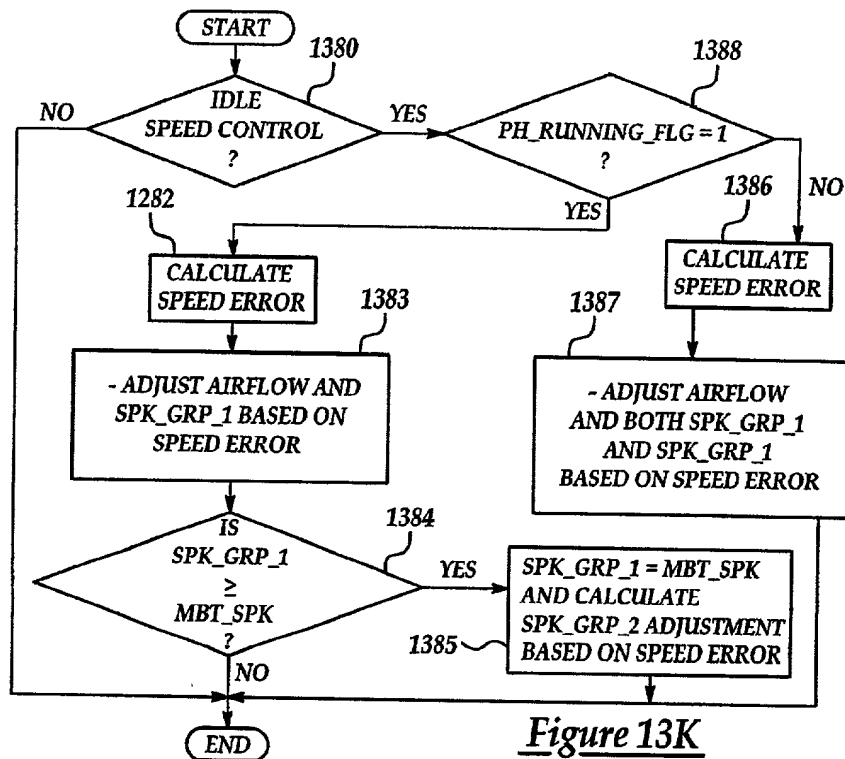 START
1380
IDLE
SPEED CONTROL
?
NO
YES
1388
PH_RUNNING_FLG = 1
?
YES
NO
1282
CALCULATE
SPEED ERROR
1386
CALCULATE
SPEED ERROR
1383
- ADJUST AIRFLOW AND
SPK_GRP_1 BASED ON
SPEED ERROR
1387
- ADJUST AIRFLOW
AND BOTH SPK_GRP_1
AND SPK_GRP_1
BASED ON SPEED ERROR
IS
SPK_GRP_1
≥
MBT_SPK
?
1384
YES
NO
SPK_GRP_1 = MBT_SPK
AND CALCULATE
SPK_GRP_2 ADJUSTMENT
BASED ON SPEED ERROR
1385
END
Figure 13K